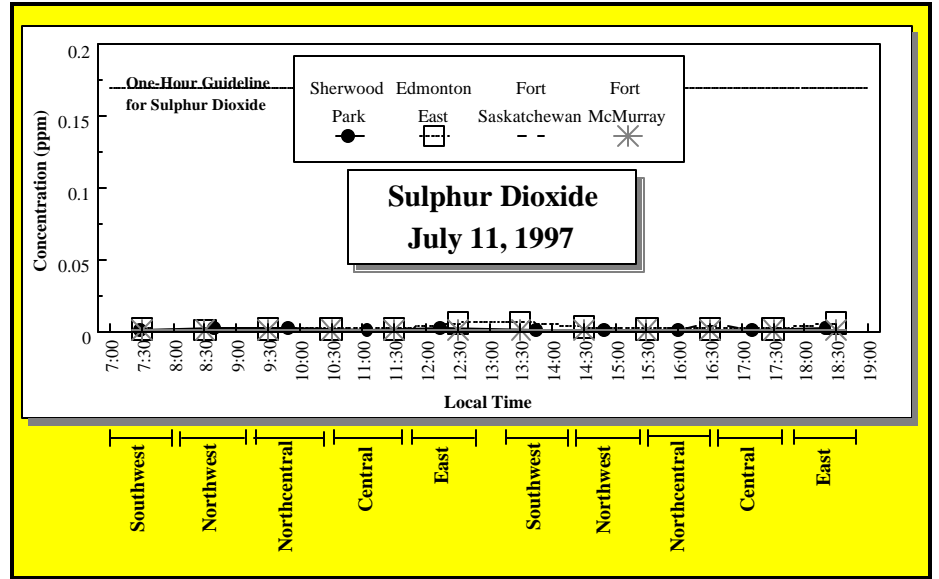 0.2
0.15
0.1
0.05
0
Concentration (ppm)
One-Hour Guideline
for Sulphur Dioxide
Sherwood Edmonton Fort Fort
Park East Saskatchewan McMurray
Sulphur Dioxide
July 11, 1997
7:00 7:30 8:00 8:30 9:00 9:30 10:00 10:30 11:00 11:30 12:00 12:30 13:00 13:30 14:00 14:30 15:00 15:30 16:00 16:30 17:00 17:30 18:00 18:30 19:00
Local Time
Southwest Northwest Northcentral Central East Southwest Northwest Northcentral Central East